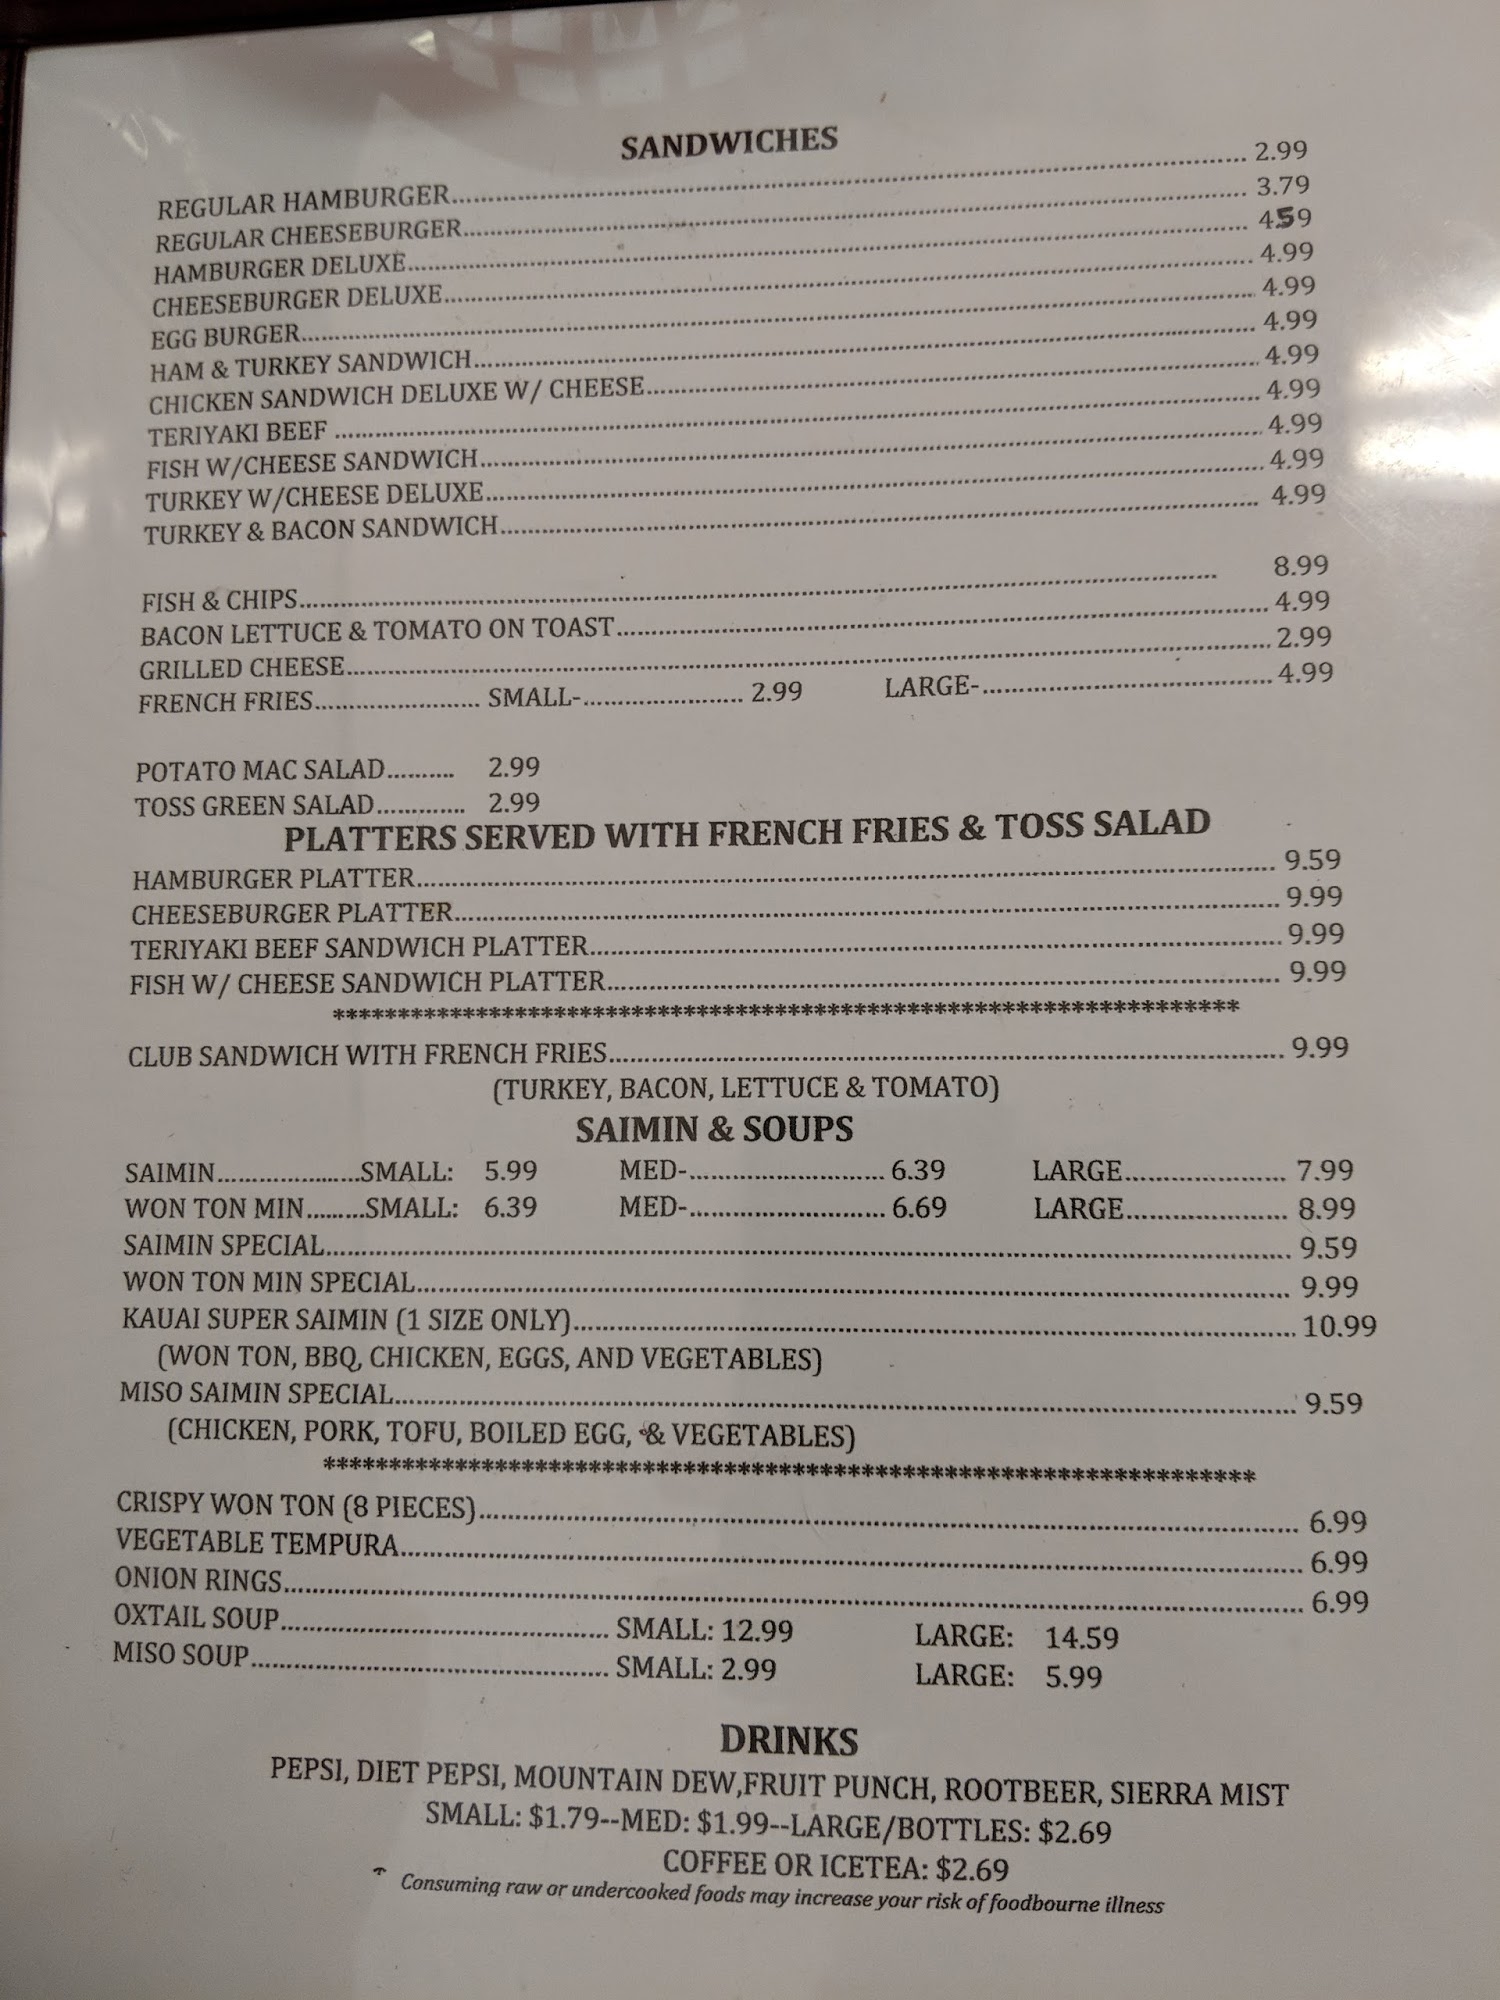 SANDWICHES
REGULAR HAMBURGER........ 2.99
REGULAR CHEESEBURGER........ 3.79
HAMBURGER DELUXE........ 459
CHEESEBURGER DELUXE........ 4.99
EGG BURGER........ 4.99
HAM & TURKEY SANDWICH........ 4.99
CHICKEN SANDWICH DELUXE W/ CHEESE........ 4.99
TERIYAKI BEEF ........ 4.99
FISH W/CHEESE SANDWICH........ 4.99
TURKEY W/CHEESE DELUXE........ 4.99
TURKEY & BACON SANDWICH........ 4.99
FISH & CHIPS........ 8.99
BACON LETTUCE & TOMATO ON TOAST........ 4.99
GRILLED CHEESE........ 2.99
FRENCH FRIES........ SMALL-........ 2.99 LARGE-........ 4.99
POTATO MAC SALAD.......... 2.99
TOSS GREEN SALAD............. 2.99
PLATTERS SERVED WITH FRENCH FRIES & TOSS SALAD
HAMBURGER PLATTER........ 9.59
CHEESEBURGER PLATTER........ 9.99
TERIYAKI BEEF SANDWICH PLATTER........ 9.99
FISH W/ CHEESE SANDWICH PLATTER........ 9.99
**********************************************************************
CLUB SANDWICH WITH FRENCH FRIES........ 9.99
(TURKEY, BACON, LETTUCE & TOMATO)
SAIMIN & SOUPS
SAIMIN........SMALL: 5.99 MED-........ 6.39 LARGE........ 7.99
WON TON MIN.........SMALL: 6.39 MED-........ 6.69 LARGE........ 8.99
SAIMIN SPECIAL........ 9.59
WON TON MIN SPECIAL........ 9.99
KAUAI SUPER SAIMIN (1 SIZE ONLY)........ 10.99
(WON TON, BBQ, CHICKEN, EGGS, AND VEGETABLES)
MISO SAIMIN SPECIAL........ 9.59
(CHICKEN, PORK, TOFU, BOILED EGG, & VEGETABLES)
**********************************************************************
CRISPY WON TON (8 PIECES)........ 6.99
VEGETABLE TEMPURA........ 6.99
ONION RINGS........ 6.99
OXTAIL SOUP........ SMALL: 12.99 LARGE: 14.59
MISO SOUP........ SMALL: 2.99 LARGE: 5.99
DRINKS
PEPSI, DIET PEPSI, MOUNTAIN DEW,FRUIT PUNCH, ROOTBEER, SIERRA MIST
SMALL: $1.79--MED: $1.99--LARGE/BOTTLES: $2.69
COFFEE OR ICETEA: $2.69
* Consuming raw or undercooked foods may increase your risk of foodbourne illness